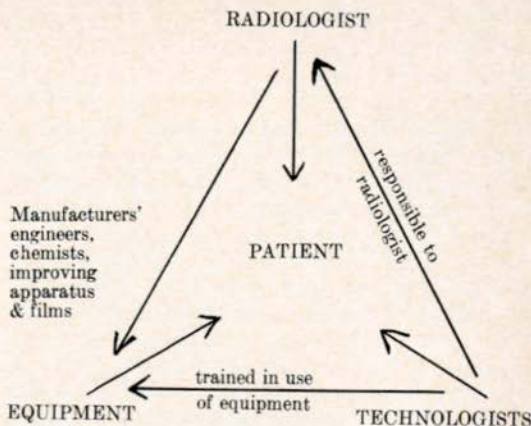 RADIOLOGIST
responsible to
radiologist
Manufacturers'
engineers,
chemists,
improving
apparatus
& films
PATIENT
trained in use
of equipment
EQUIPMENT
TECHNOLOGISTS